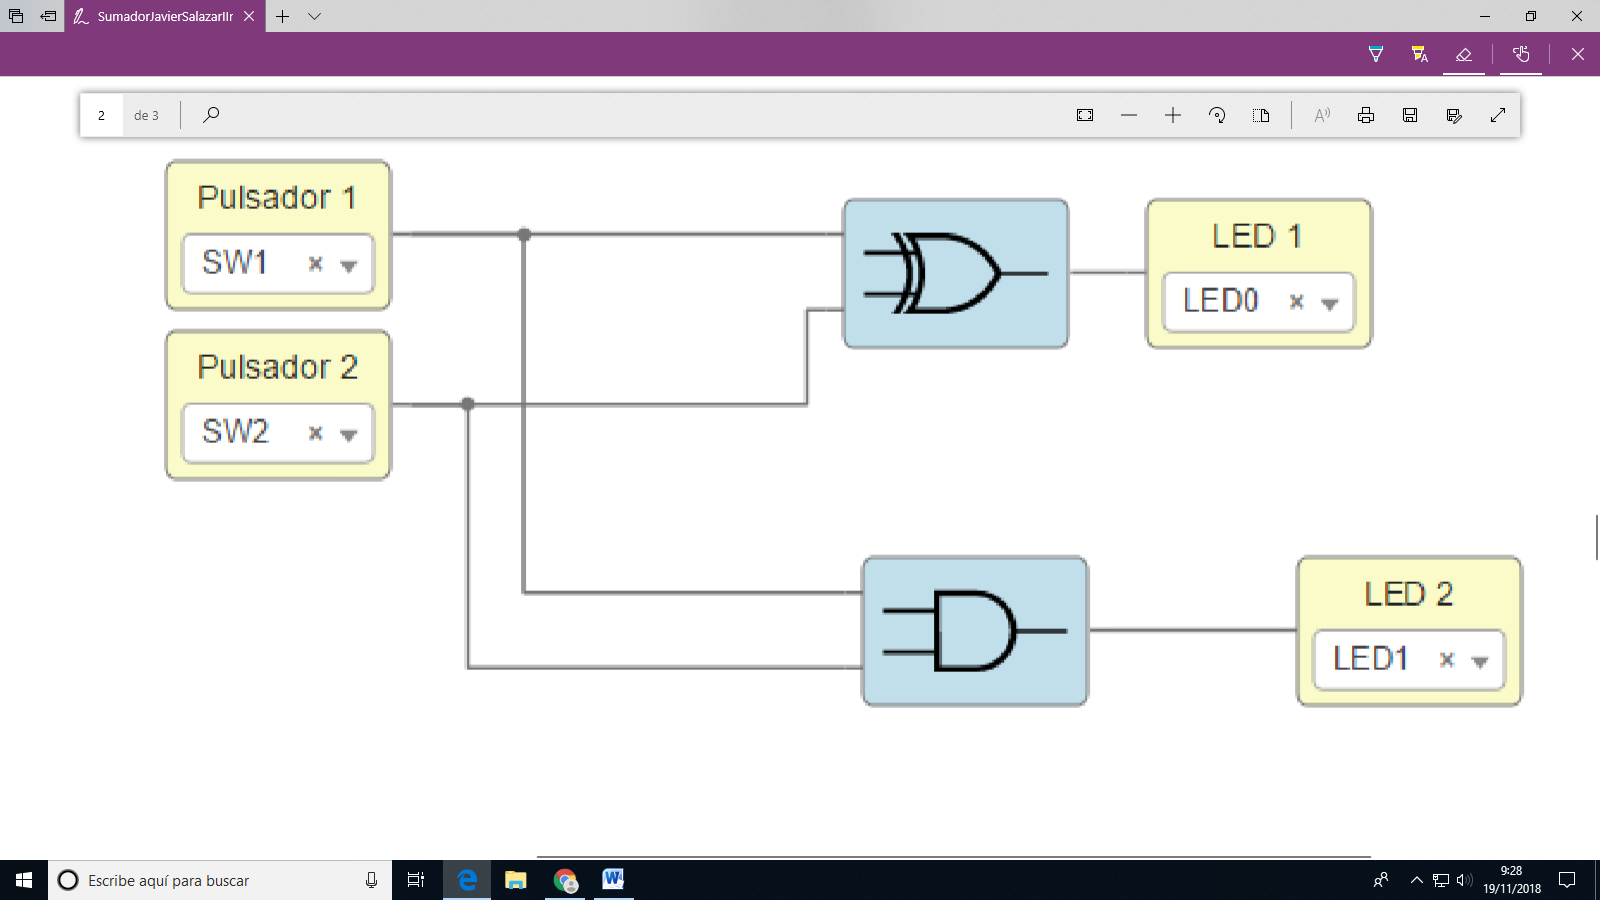 SumadorJavierSalazarIIr
2 de 3
Pulsador 1
SW1
Pulsador 2
SW2
LED 1
LED0
LED 2
LED1
Escribe aquí para buscar
9:28
19/11/2018